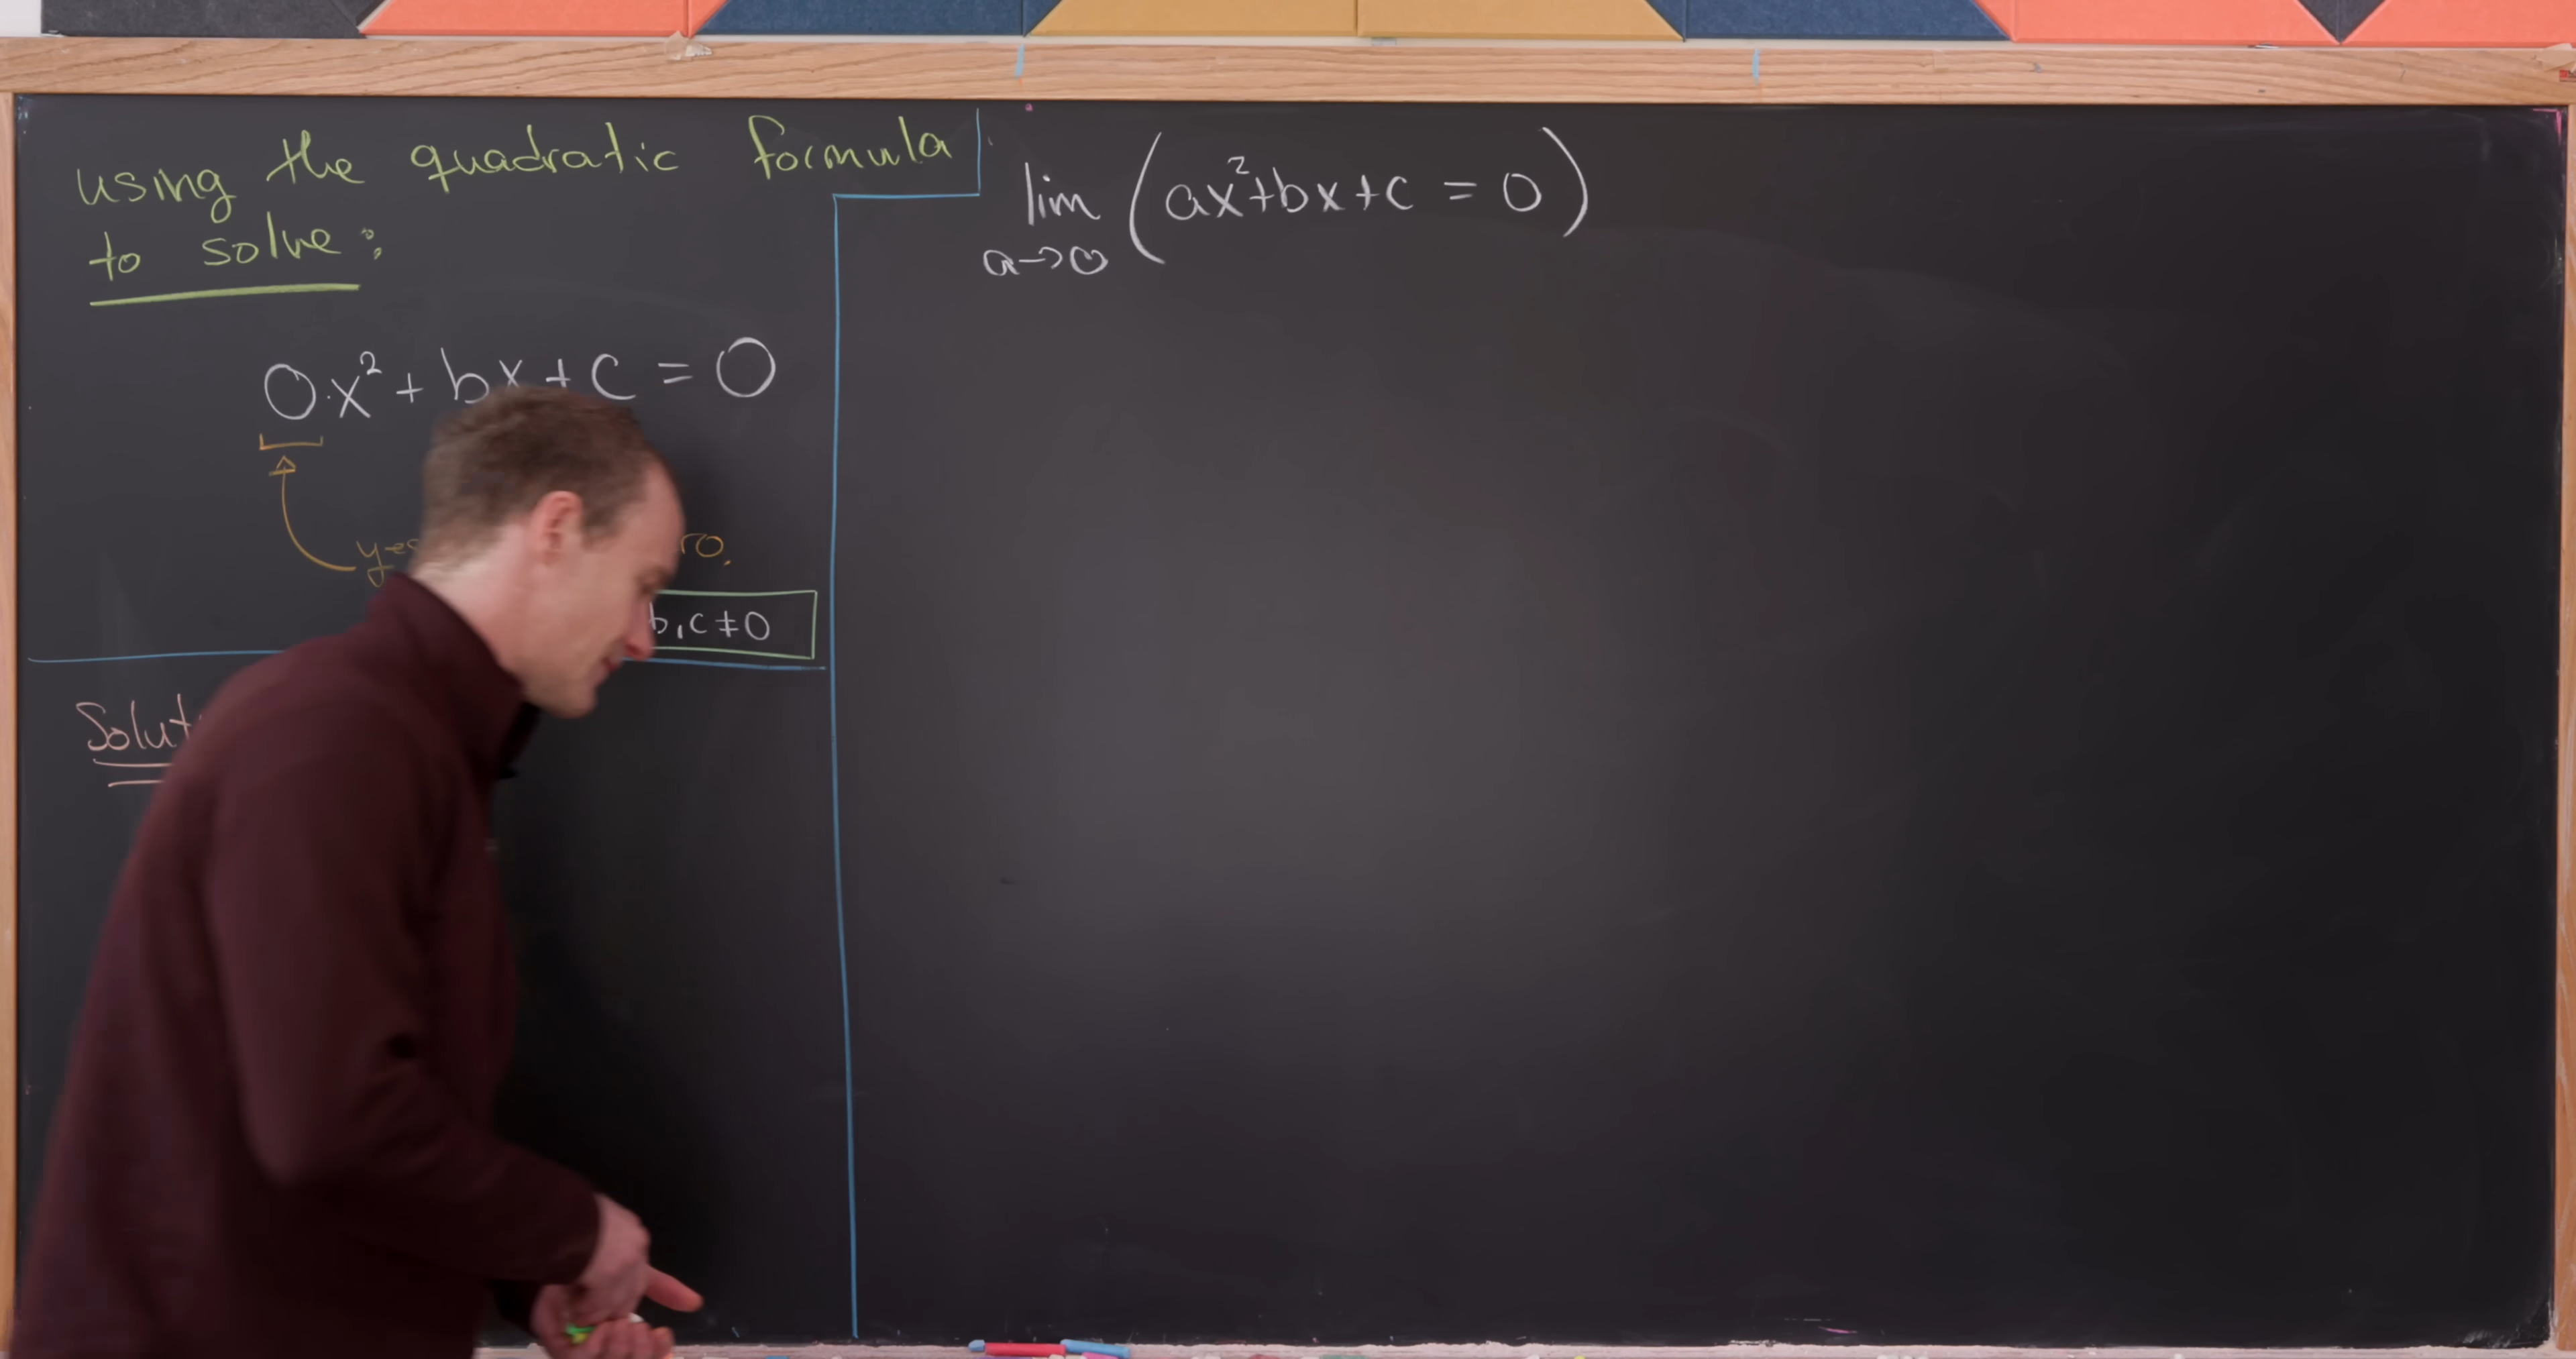 using the quadratic formula
to solve:
0·x² + bx + c = 0
b, c ≠ 0
lim (ax² + bx + c = 0)
a→0